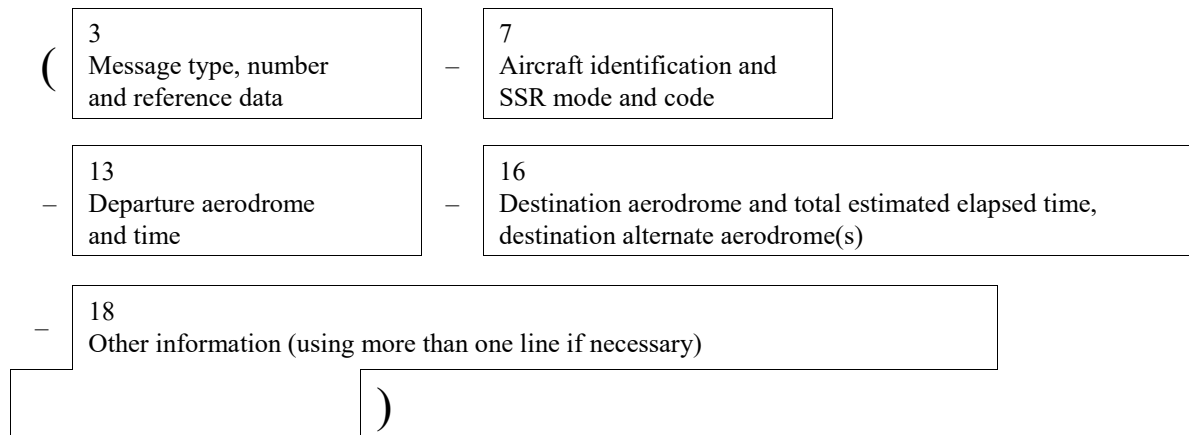 (
3
Message type, number
and reference data
–
7
Aircraft identification and
SSR mode and code
–
13
Departure aerodrome
and time
–
16
Destination aerodrome and total estimated elapsed time,
destination alternate aerodrome(s)
–
18
Other information (using more than one line if necessary)
)